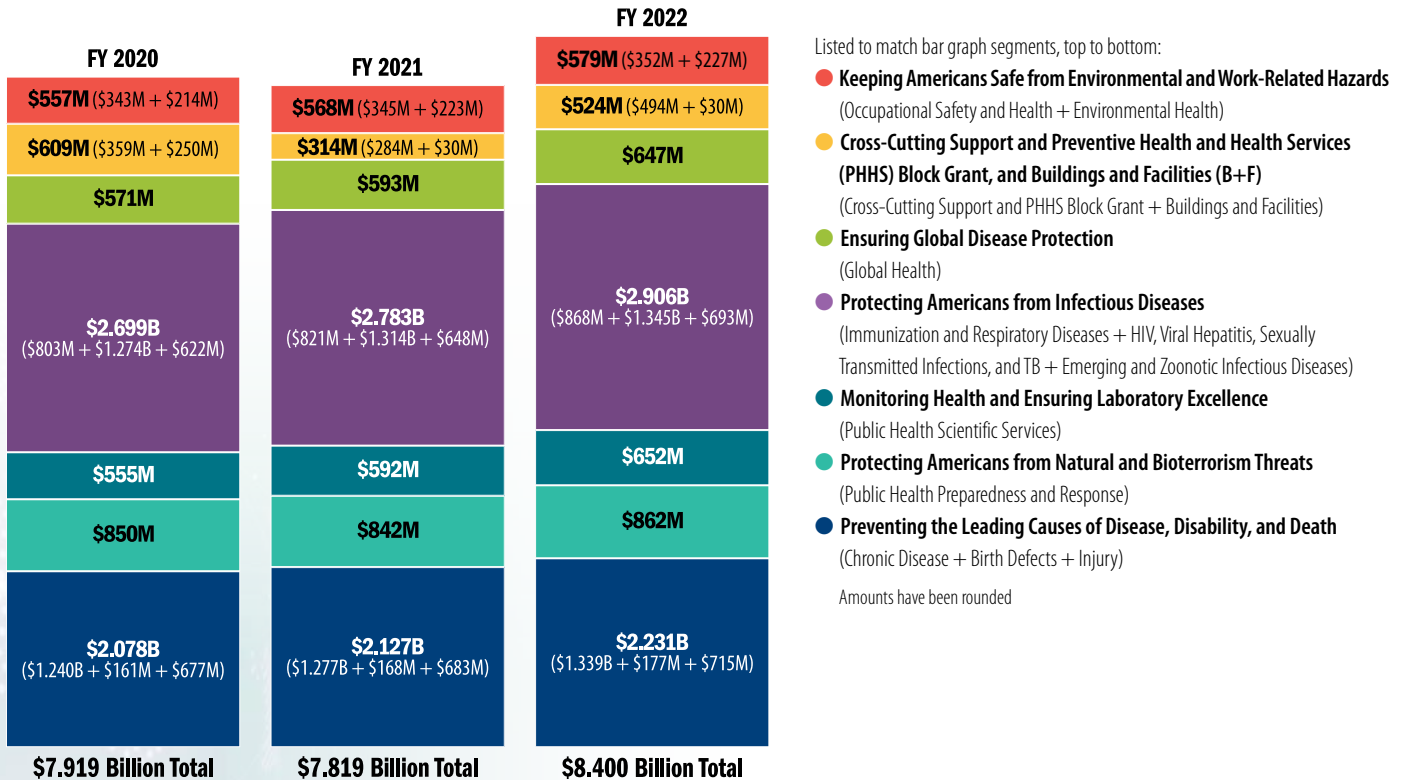 FY 2020
$557M ($343M + $214M)
$609M ($359M + $250M)
$571M
$2.699B
($803M + $1.274B + $622M)
$555M
$850M
$2.078B
($1.240B + $161M + $677M)
$7.919 Billion Total
FY 2021
$568M ($345M + $223M)
$314M ($284M + $30M)
$593M
$2.783B
($821M + $1.314B + $648M)
$592M
$842M
$2.127B
($1.277B + $168M + $683M)
$7.819 Billion Total
FY 2022
$579M ($352M + $227M)
$524M ($494M + $30M)
$647M
$2.906B
($868M + $1.345B + $693M)
$652M
$862M
$2.231B
($1.339B + $177M + $715M)
$8.400 Billion Total
Listed to match bar graph segments, top to bottom:
Keeping Americans Safe from Environmental and Work-Related Hazards
(Occupational Safety and Health + Environmental Health)
Cross-Cutting Support and Preventive Health and Health Services
(PHHS) Block Grant, and Buildings and Facilities (B+F)
(Cross-Cutting Support and PHHS Block Grant + Buildings and Facilities)
Ensuring Global Disease Protection
(Global Health)
Protecting Americans from Infectious Diseases
(Immunization and Respiratory Diseases + HIV, Viral Hepatitis, Sexually
Transmitted Infections, and TB + Emerging and Zoonotic Infectious Diseases)
Monitoring Health and Ensuring Laboratory Excellence
(Public Health Scientific Services)
Protecting Americans from Natural and Bioterrorism Threats
(Public Health Preparedness and Response)
Preventing the Leading Causes of Disease, Disability, and Death
(Chronic Disease + Birth Defects + Injury)
Amounts have been rounded